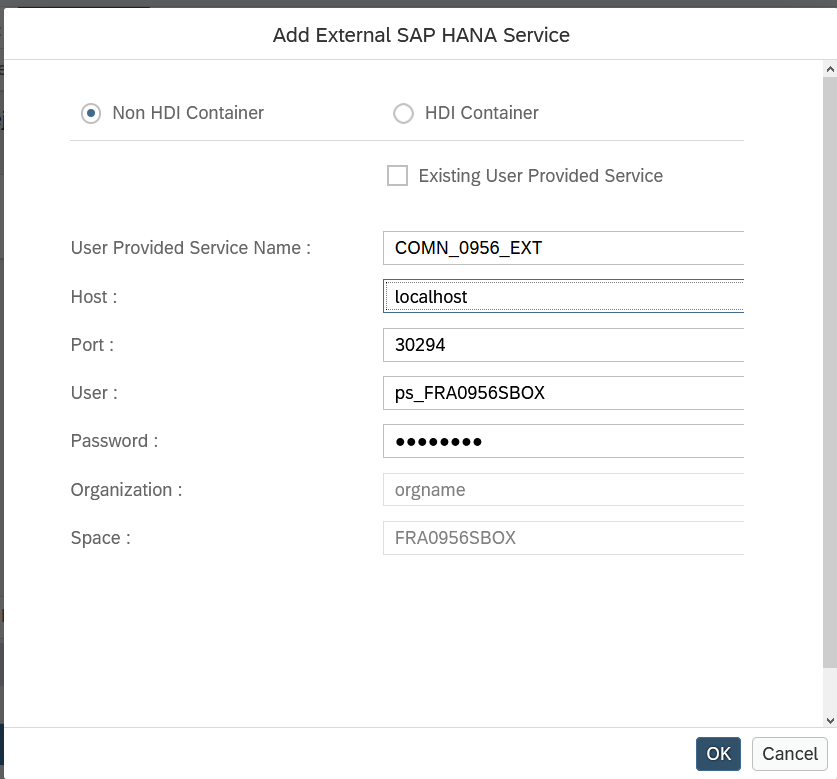 Add External SAP HANA Service
Non HDI Container HDI Container
Existing User Provided Service
User Provided Service Name : COMN_0956_EXT
Host : localhost
Port : 30294
User : ps_FRA0956SBOX
Password : ●●●●●●●●
Organization : orgname
Space : FRA0956SBOX
OK Cancel